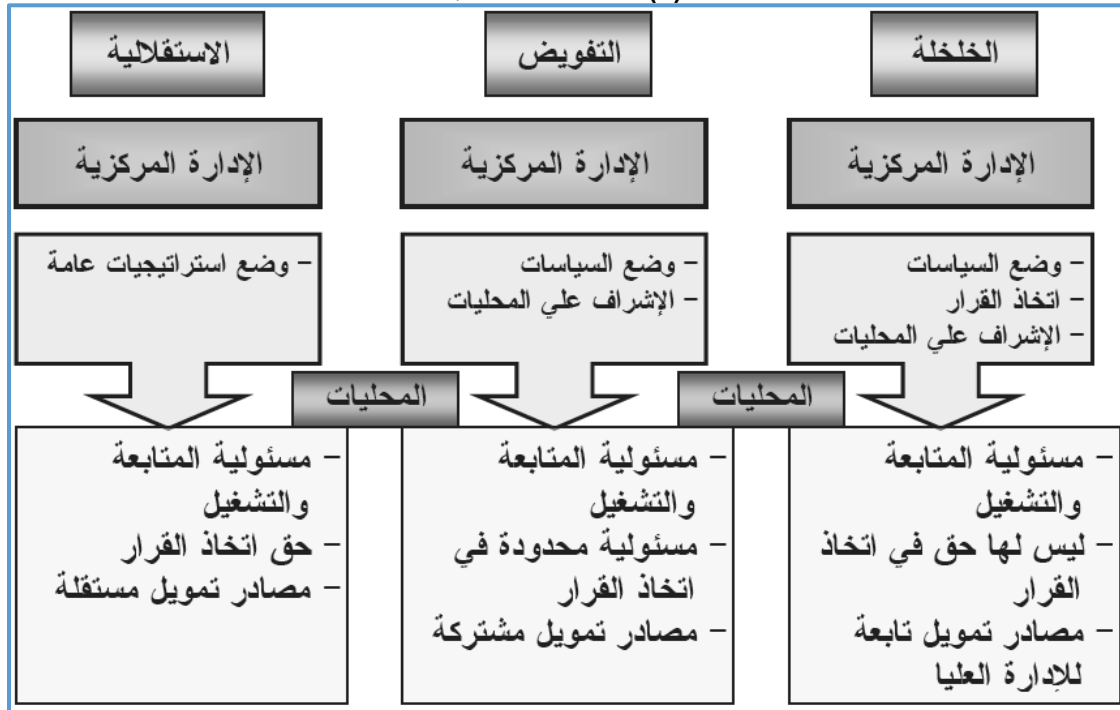 الخلخلة
التفويض
الاستقلالية
الإدارة المركزية
الإدارة المركزية
الإدارة المركزية
– وضع السياسات
– اتخاذ القرار
– الإشراف علي المحليات
– وضع السياسات
– الإشراف علي المحليات
– وضع استراتيجيات عامة
المحليات
المحليات
– مسئولية المتابعة
والتشغيل
– ليس لها حق في اتخاذ
القرار
– مصادر تمويل تابعة
للإدارة العليا
– مسئولية المتابعة
والتشغيل
– مسئولية محدودة في
اتخاذ القرار
– مصادر تمويل مشتركة
– مسئولية المتابعة
والتشغيل
– حق اتخاذ القرار
– مصادر تمويل مستقلة